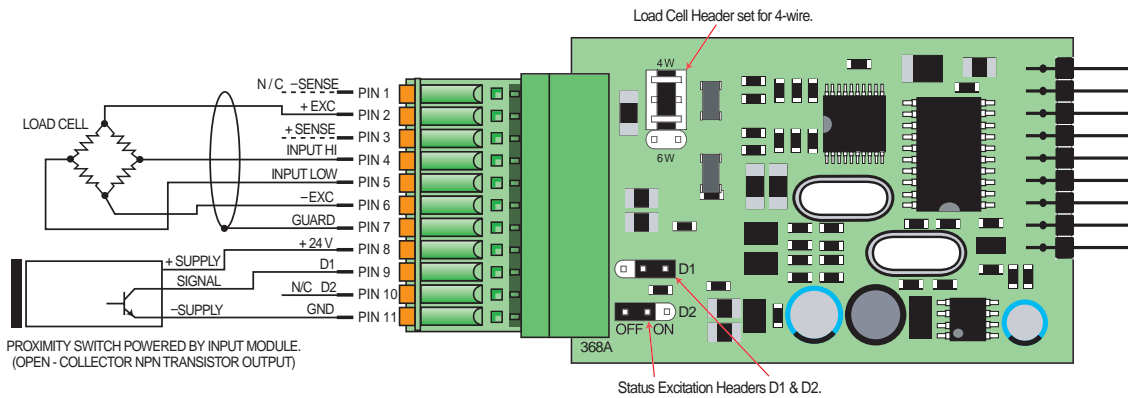 Load Cell Header set for 4-wire.
N / C –SENSE PIN 1
+ EXC PIN 2
LOAD CELL
+ SENSE PIN 3
INPUT HI PIN 4
INPUT LOW PIN 5
–EXC PIN 6
GUARD PIN 7
+ 24 V PIN 8
+ SUPPLY
D1 PIN 9
SIGNAL
N/C D2 PIN 10
–SUPPLY
GND PIN 11
PROXIMITY SWITCH POWERED BY INPUT MODULE.
(OPEN - COLLECTOR NPN TRANSISTOR OUTPUT)
4 W
6 W
D1
D2
OFF ON
368A
Status Excitation Headers D1 & D2.